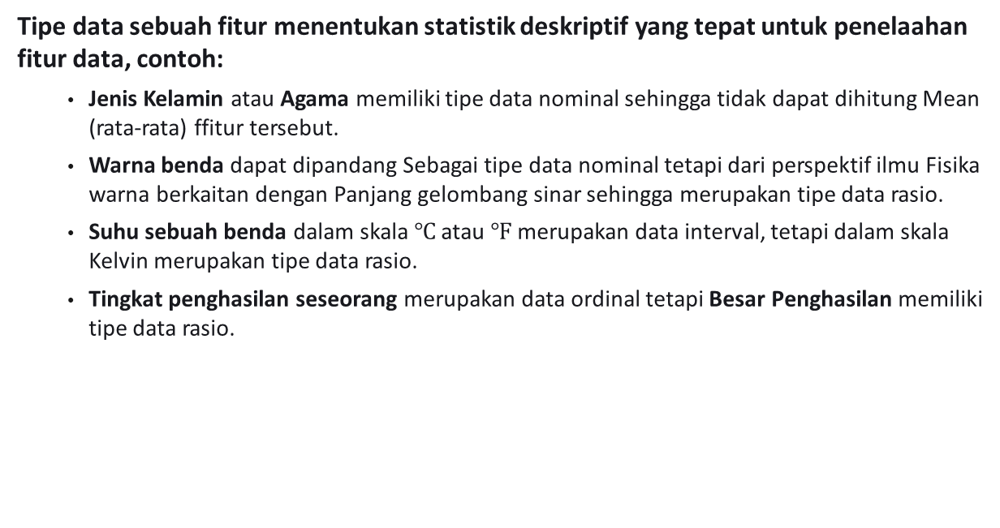 Tipe data sebuah fitur menentukan statistik deskriptif yang tepat untuk penelaahan
fitur data, contoh:
• Jenis Kelamin atau Agama memiliki tipe data nominal sehingga tidak dapat dihitung Mean
(rata-rata) ffitur tersebut.
• Warna benda dapat dipandang Sebagai tipe data nominal tetapi dari perspektif ilmu Fisika
warna berkaitan dengan Panjang gelombang sinar sehingga merupakan tipe data rasio.
• Suhu sebuah benda dalam skala °C atau °F merupakan data interval, tetapi dalam skala
Kelvin merupakan tipe data rasio.
• Tingkat penghasilan seseorang merupakan data ordinal tetapi Besar Penghasilan memiliki
tipe data rasio.